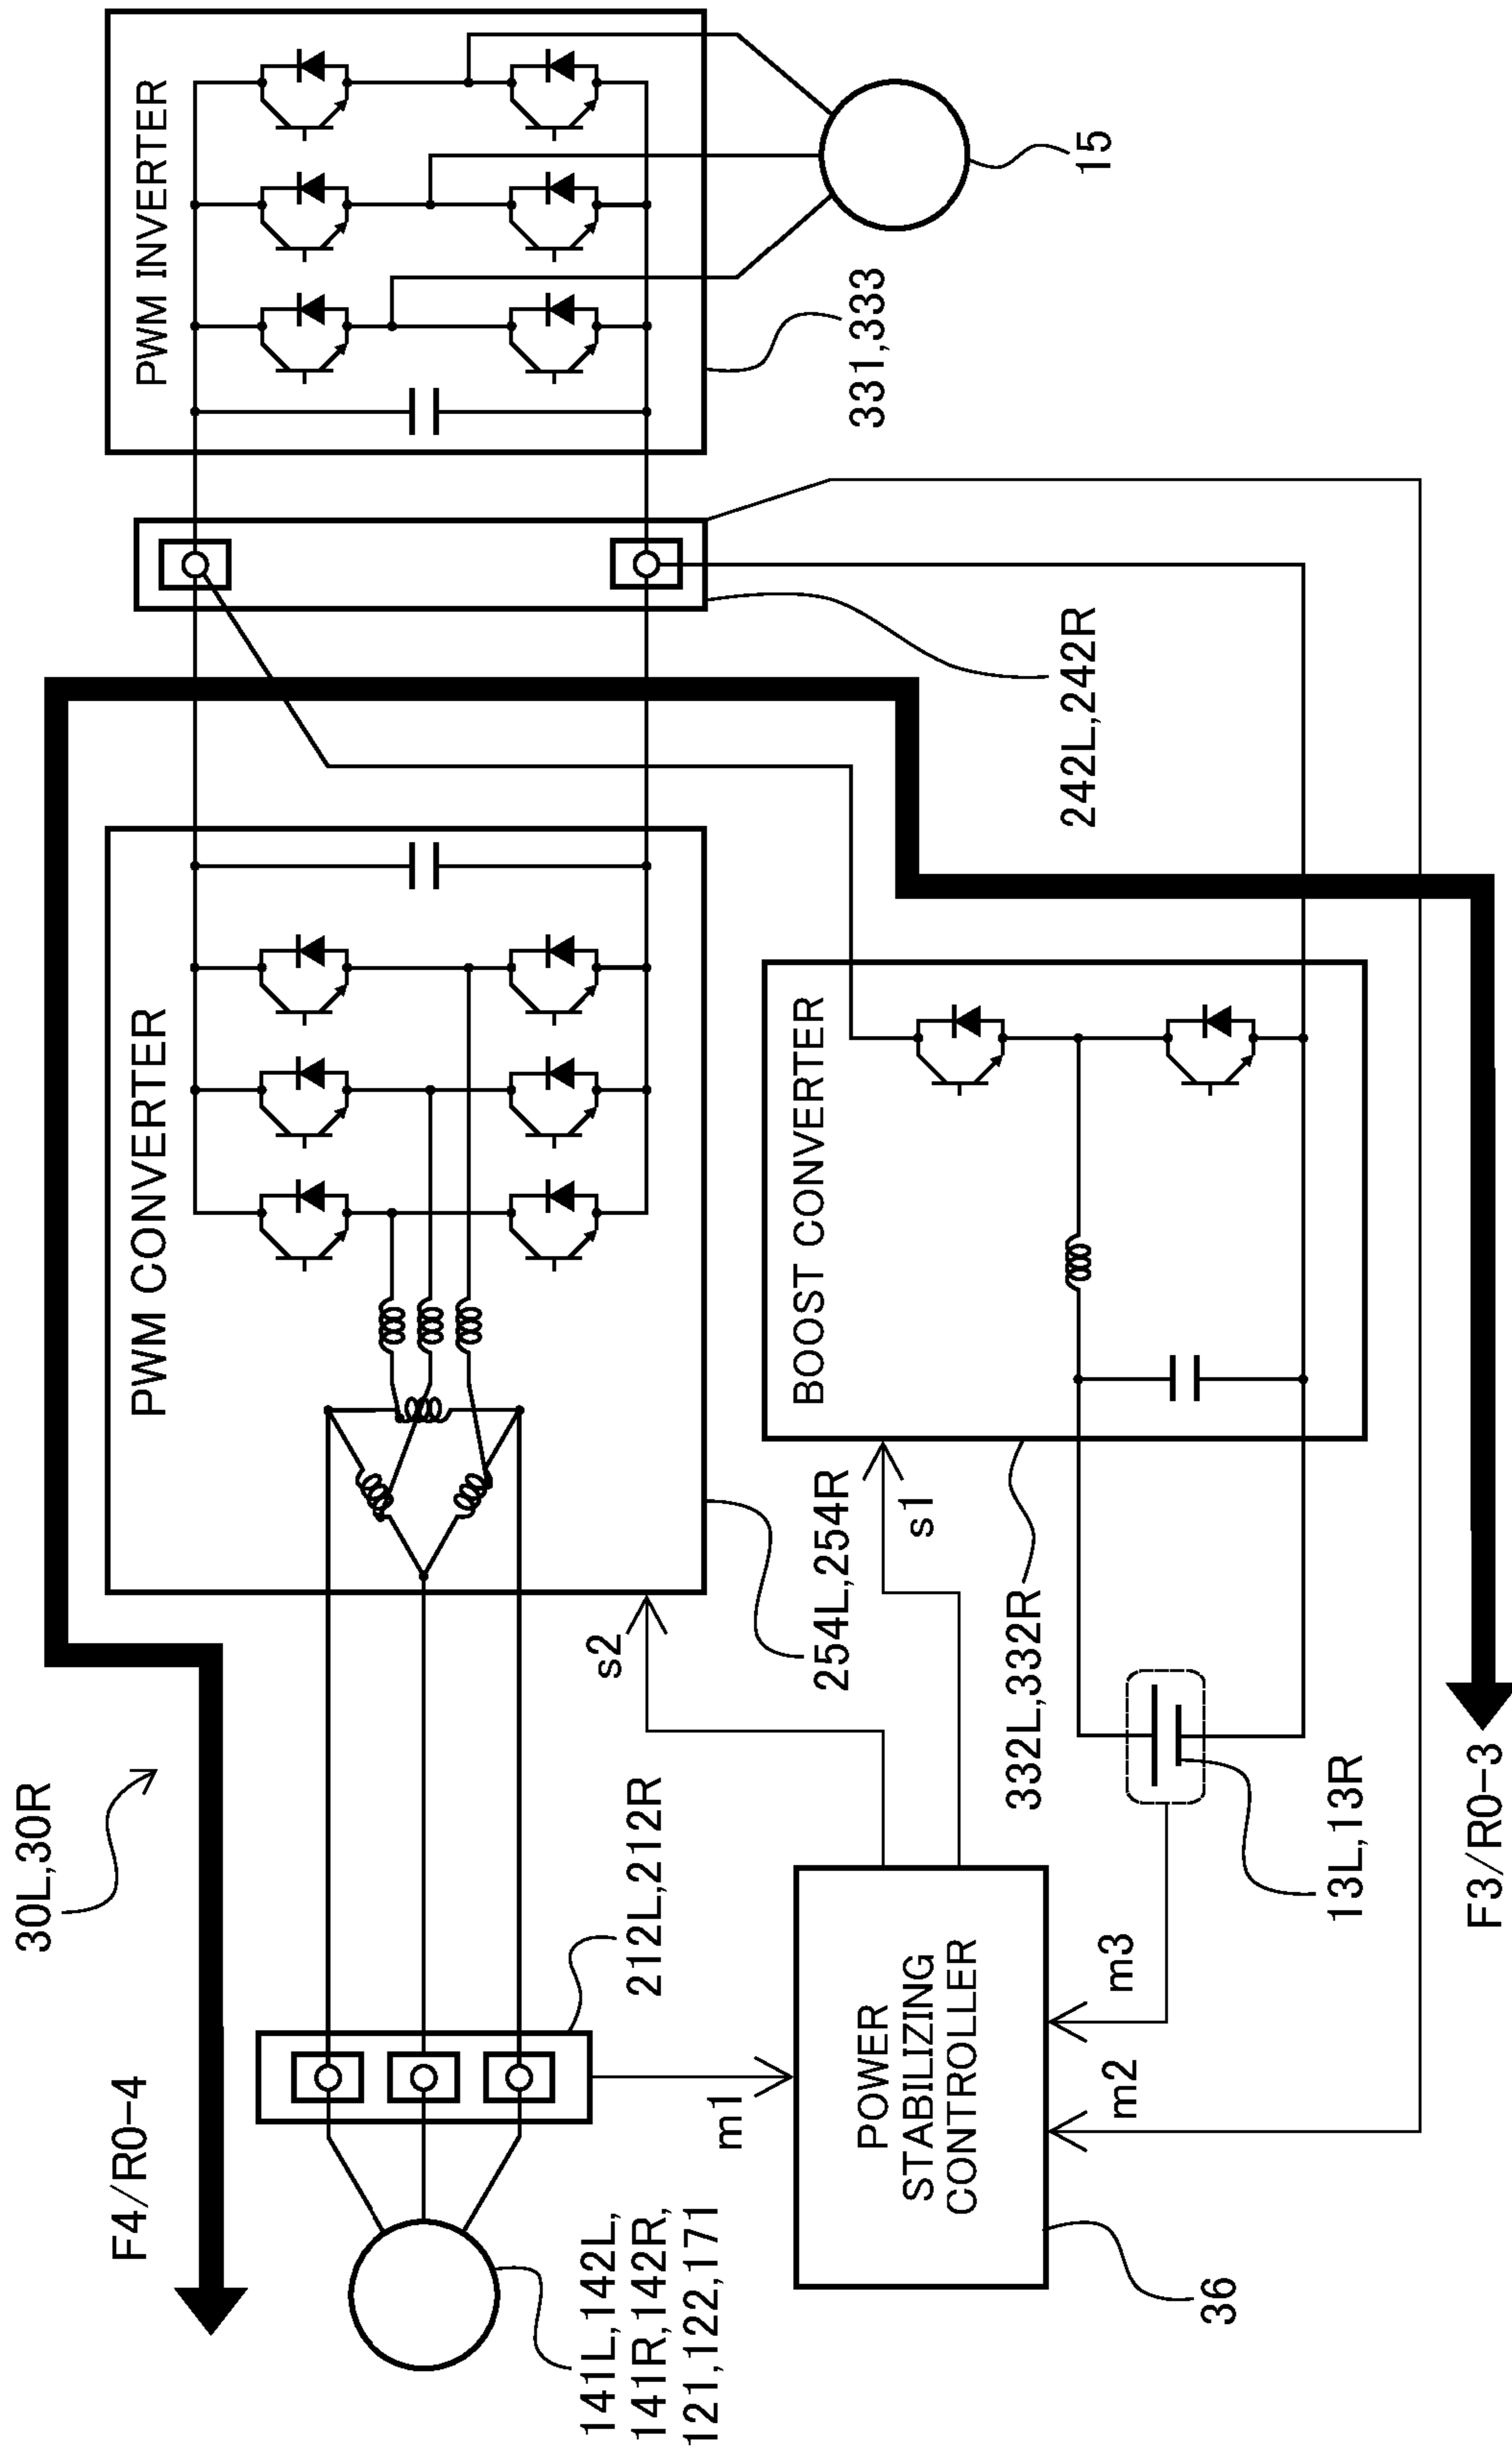 30L,30R
F4/R0-4
PWM CONVERTER
PWM INVERTER
141L,142L,
141R,142R,
121,122,171
212L,212R
s2
254L,254R
331,333
15
m1
POWER
STABILIZING
CONTROLLER
36
m2
m3
s1
332L,332R
BOOST CONVERTER
242L,242R
13L,13R
F3/R0-3